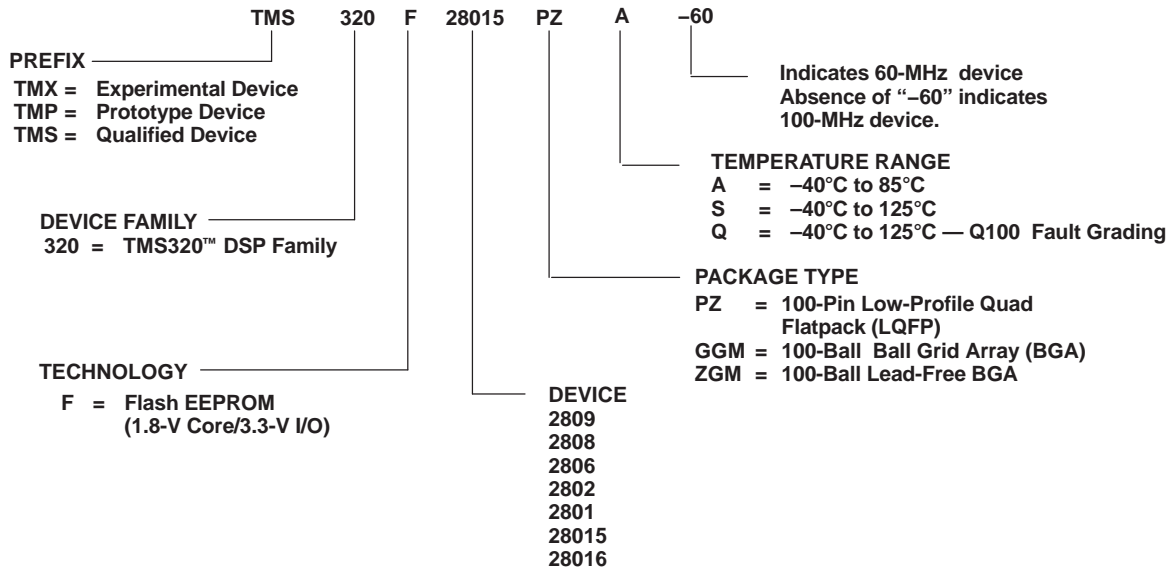 TMS 320 F 28015 PZ A –60
PREFIX
TMX = Experimental Device
TMP = Prototype Device
TMS = Qualified Device
Indicates 60-MHz device
Absence of “–60” indicates
100-MHz device.
TEMPERATURE RANGE
A = –40°C to 85°C
S = –40°C to 125°C
Q = –40°C to 125°C — Q100 Fault Grading
DEVICE FAMILY
320 = TMS320™ DSP Family
PACKAGE TYPE
PZ = 100-Pin Low-Profile Quad
Flatpack (LQFP)
GGM = 100-Ball Ball Grid Array (BGA)
ZGM = 100-Ball Lead-Free BGA
TECHNOLOGY
F = Flash EEPROM
(1.8-V Core/3.3-V I/O)
DEVICE
2809
2808
2806
2802
2801
28015
28016